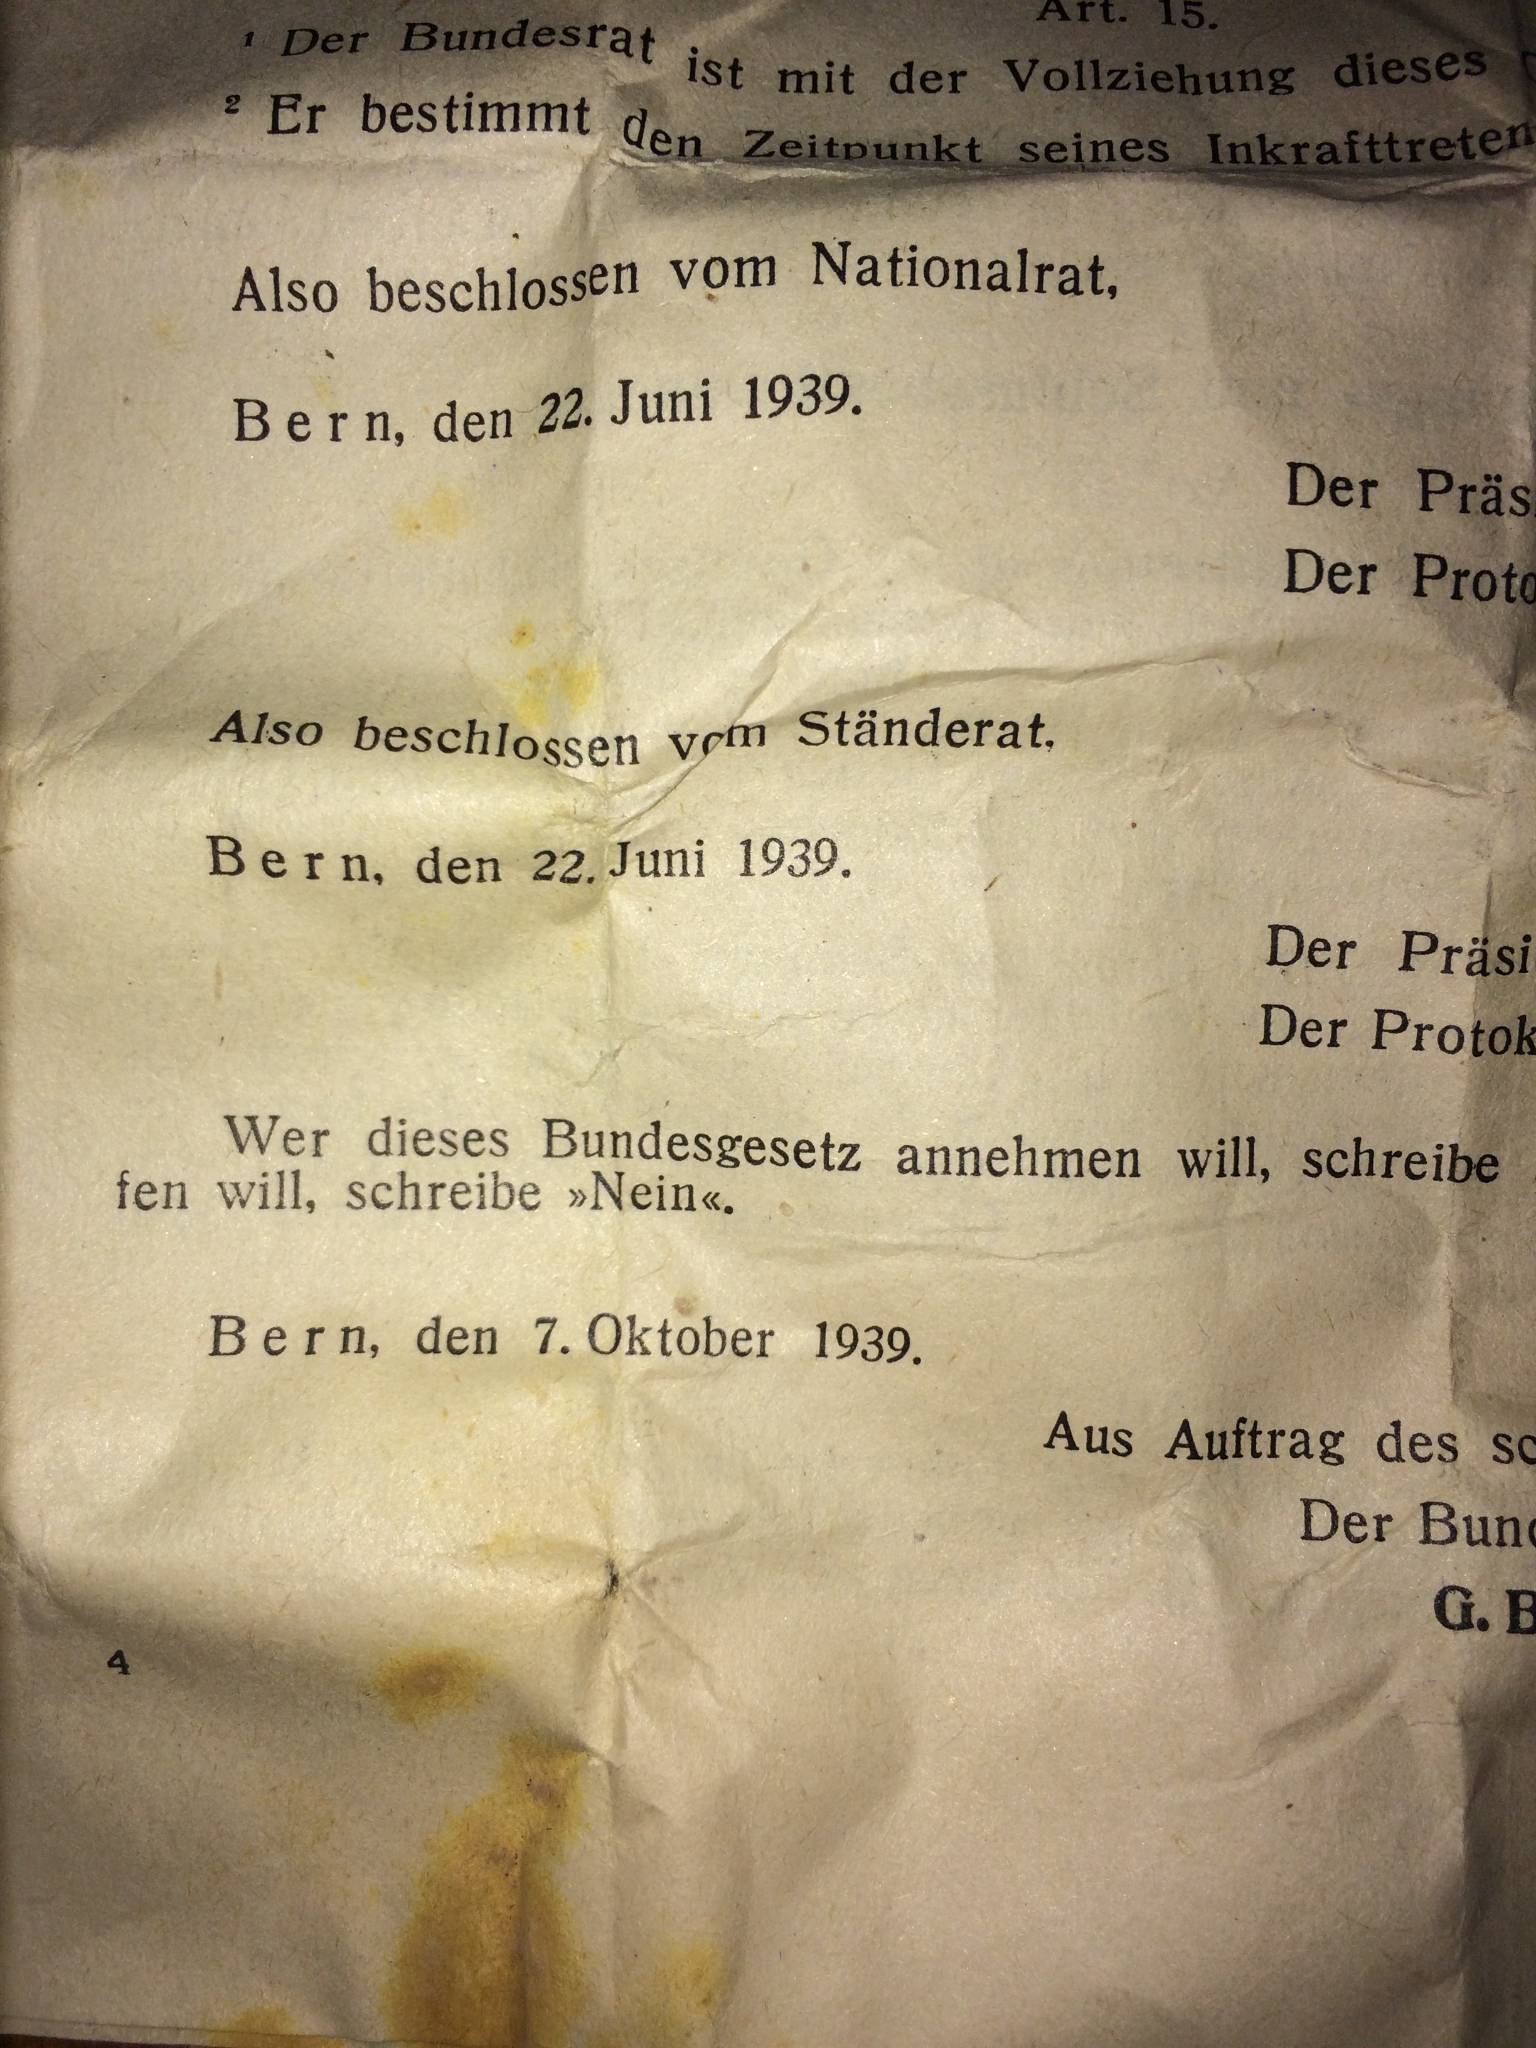 Art. 15.
¹ Der Bundesrat ist mit der Vollziehung dieses
² Er bestimmt den Zeitpunkt seines Inkrafttreten
Also beschlossen vom Nationalrat,
Bern, den 22. Juni 1939.
Der Präs
Der Proto
Also beschlossen vom Ständerat,
Bern, den 22. Juni 1939.
Der Präsi
Der Protok
Wer dieses Bundesgesetz annehmen will, schreibe
fen will, schreibe »Nein«.
Bern, den 7. Oktober 1939.
Aus Auftrag des sc
Der Bund
G. B
4